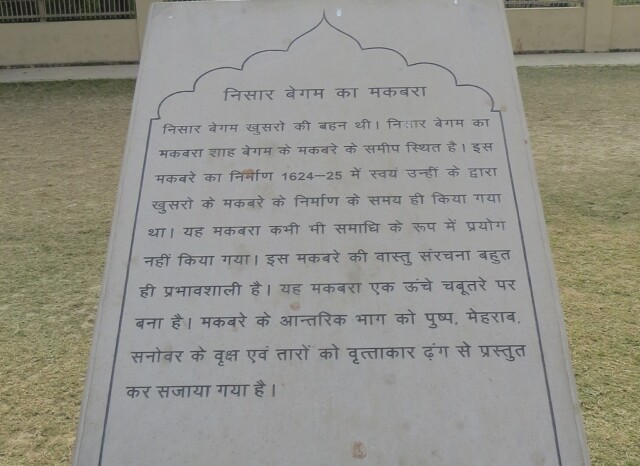 निसार बेगम का मकबरा
निसार बेगम खुसरो की बहन थी। निसार बेगम का
मकबरा शाह बेगम के मकबरे के समीप स्थित है। इस
मकबरे का निर्माण 1624–25 में स्वयं उन्हीं के द्वारा
खुसरो के मकबरे के निर्माण के समय ही किया गया
था। यह मकबरा कभी भी समाधि के रूप में प्रयोग
नहीं किया गया। इस मकबरे की वास्तु संरचना बहुत
ही प्रभावशाली है। यह मकबरा एक ऊंचे चबूतरे पर
बना है। मकबरे के आन्तरिक भाग को पुष्प, मेहराब,
सनोवर के वृक्ष एवं तारों को वृत्ताकार ढ़ंग से प्रस्तुत
कर सजाया गया है।